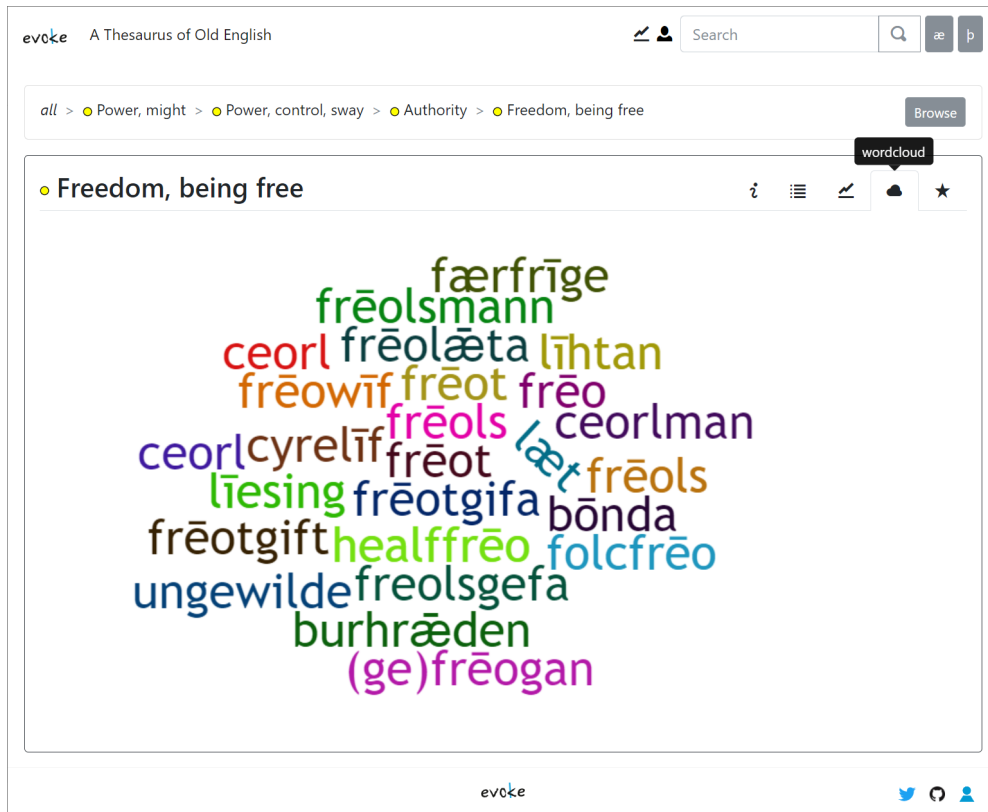 evoke A Thesaurus of Old English Search æ þ
all > Power, might > Power, control, sway > Authority > Freedom, being free Browse
wordcloud
Freedom, being free i
færfrīge
frēolsmann
ceorl frēolǣta līhtan
frēowīf frēot frēo
frēols ceorlman
ceorl cyrelīf frēot læt frēols
līesing frēotgifa bōnda
frēotgift healffrēo folcfrēo
ungewilde freolsgefa
burhrǣden
(ge)frēogan
evoke